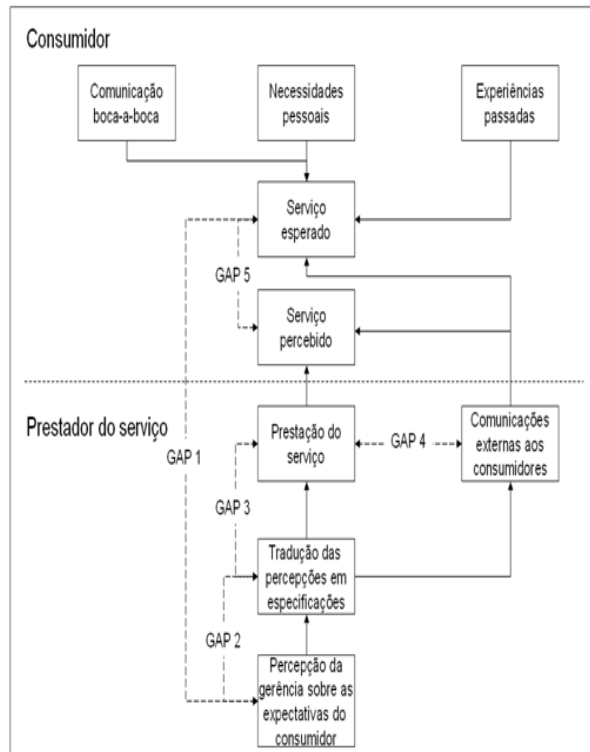 Consumidor
Comunicação
boca-a-boca
Necessidades
pessoais
Experiências
passadas
Serviço
esperado
GAP 5
Serviço
percebido
Prestador do serviço
GAP 1
Prestação do
serviço
GAP 4
Comunicações
externas aos
consumidores
GAP 3
Tradução das
percepções em
especificações
GAP 2
Percepção da
gerência sobre as
expectativas do
consumidor